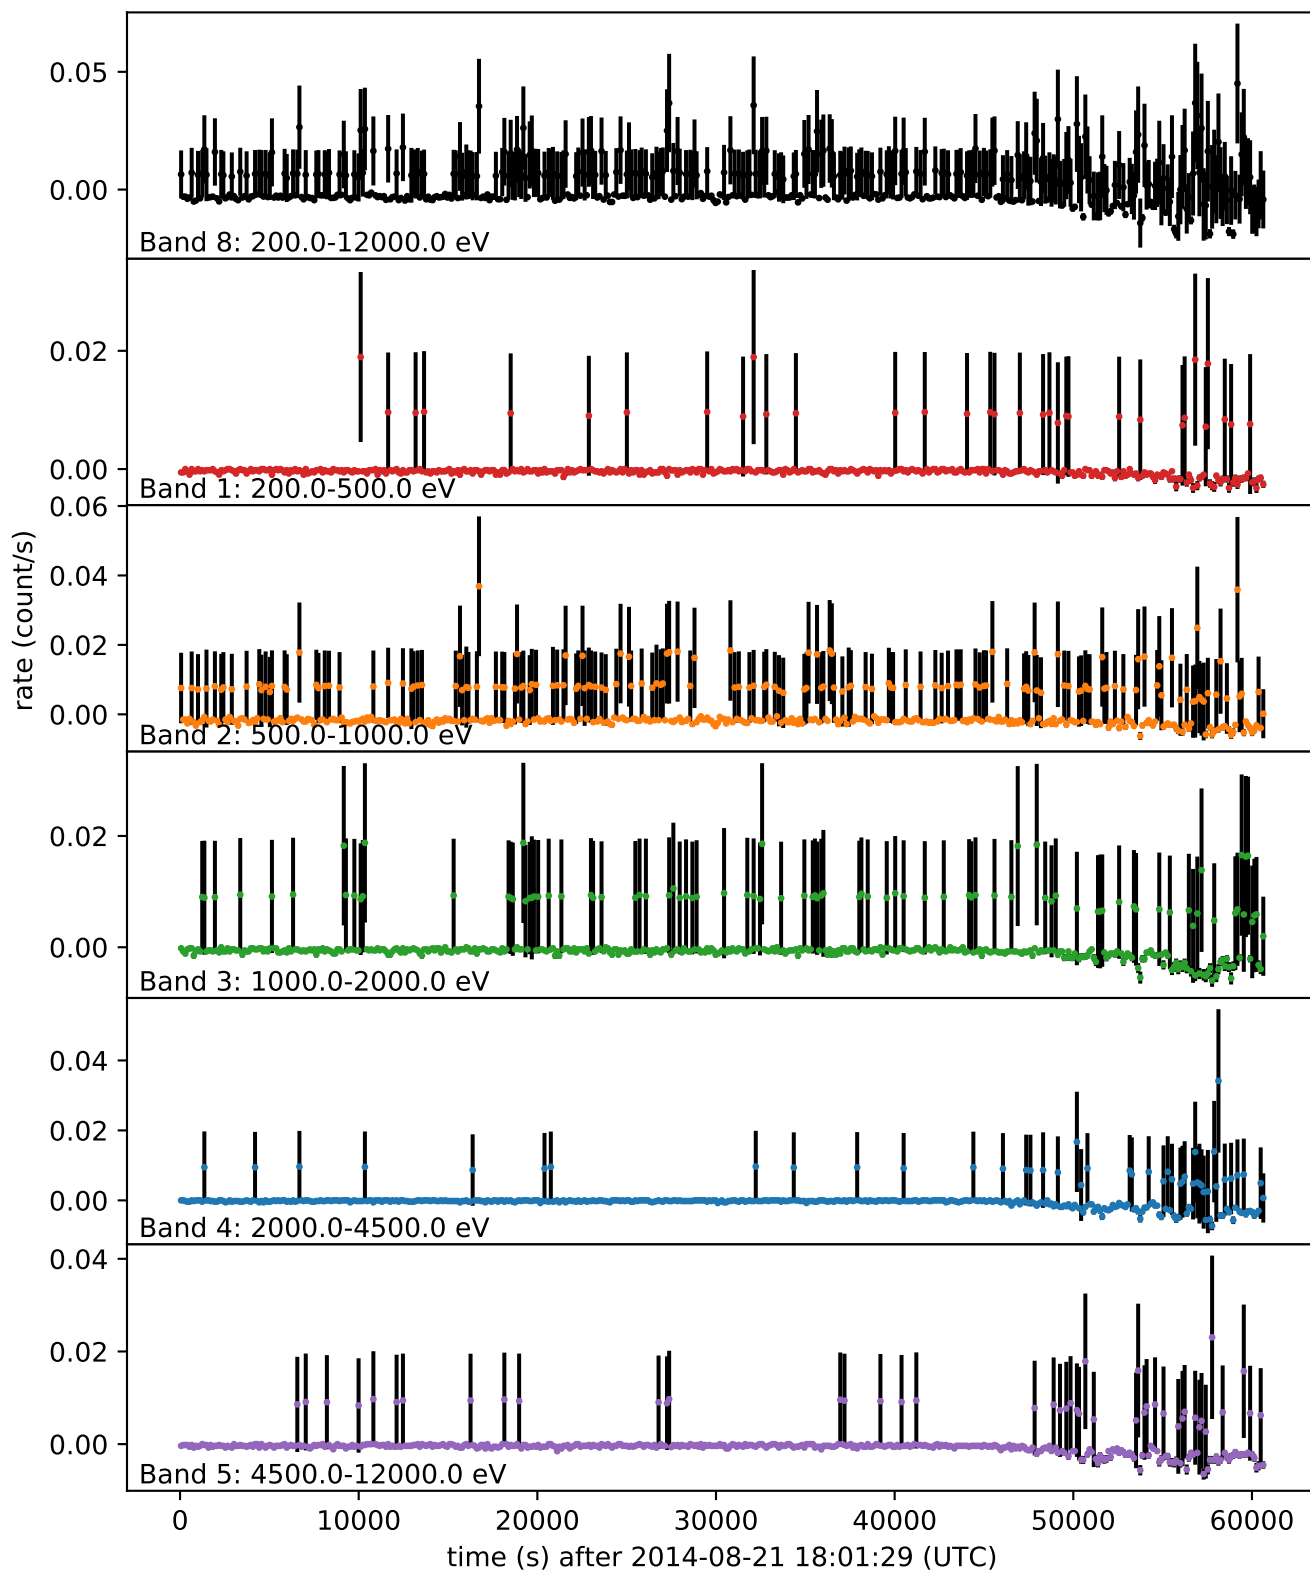 0.05
0.00
Band 8: 200.0-12000.0 eV
0.02
0.00
Band 1: 200.0-500.0 eV
rate (count/s)
0.06
0.04
0.02
0.00
Band 2: 500.0-1000.0 eV
0.02
0.00
Band 3: 1000.0-2000.0 eV
0.04
0.02
0.00
Band 4: 2000.0-4500.0 eV
0.04
0.02
0.00
Band 5: 4500.0-12000.0 eV
0 10000 20000 30000 40000 50000 60000
time (s) after 2014-08-21 18:01:29 (UTC)